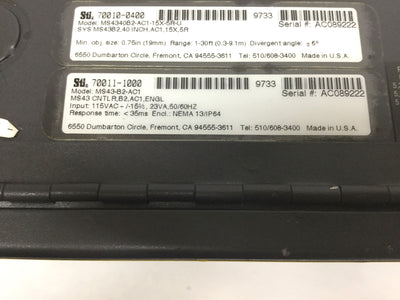 Sti. 70010-0400 9733
Model: MS4340B2-AC1-15X-5R-U Serial #: AC089222
SYS MS43B2,40 INCH,AC1,15X,5R
Min. obj. size: 0.75in (19mm) Range: 1-30ft (0.3-9.1m) Divergent angle: ± 5°
6550 Dumbarton Circle, Fremont, CA 94555-3611 Tel: 510/608-3400 Made in U.S.A.
Sti. 70011-1000 9733
Model: MS43-B2-AC1 Serial #: AC089222
MS43 CNTLR,B2,AC1,ENGL
Input: 115VAC + /-15%, 23VA,50/60HZ
Response time: < 35ms Encl.: NEMA 13/IP64
6550 Dumbarton Circle, Fremont, CA 94555-3611 Tel: 510/608-3400 Made in U.S.A.